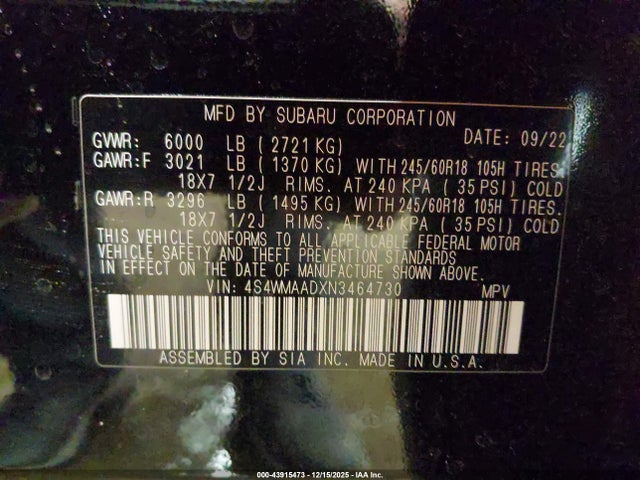 MFD BY SUBARU CORPORATION
GVWR: 6000 LB ( 2721 KG) DATE: 09/22
GAWR:F 3021 LB ( 1370 KG) WITH 245/60R18 105H TIRES.
18X7 1/2J RIMS. AT 240 KPA ( 35 PSI) COLD
GAWR:R 3296 LB ( 1495 KG) WITH 245/60R18 105H TIRES.
18X7 1/2J RIMS. AT 240 KPA ( 35 PSI) COLD
THIS VEHICLE CONFORMS TO ALL APPLICABLE FEDERAL MOTOR
VEHICLE SAFETY AND THEFT PREVENTION STANDARDS
IN EFFECT ON THE DATE OF MANUFACTURE SHOWN ABOVE.
VIN: 4S4WMAADXN3464730 MPV
ASSEMBLED BY SIA INC. MADE IN U.S.A.
000-43915473 - 12/15/2025 - IAA Inc.